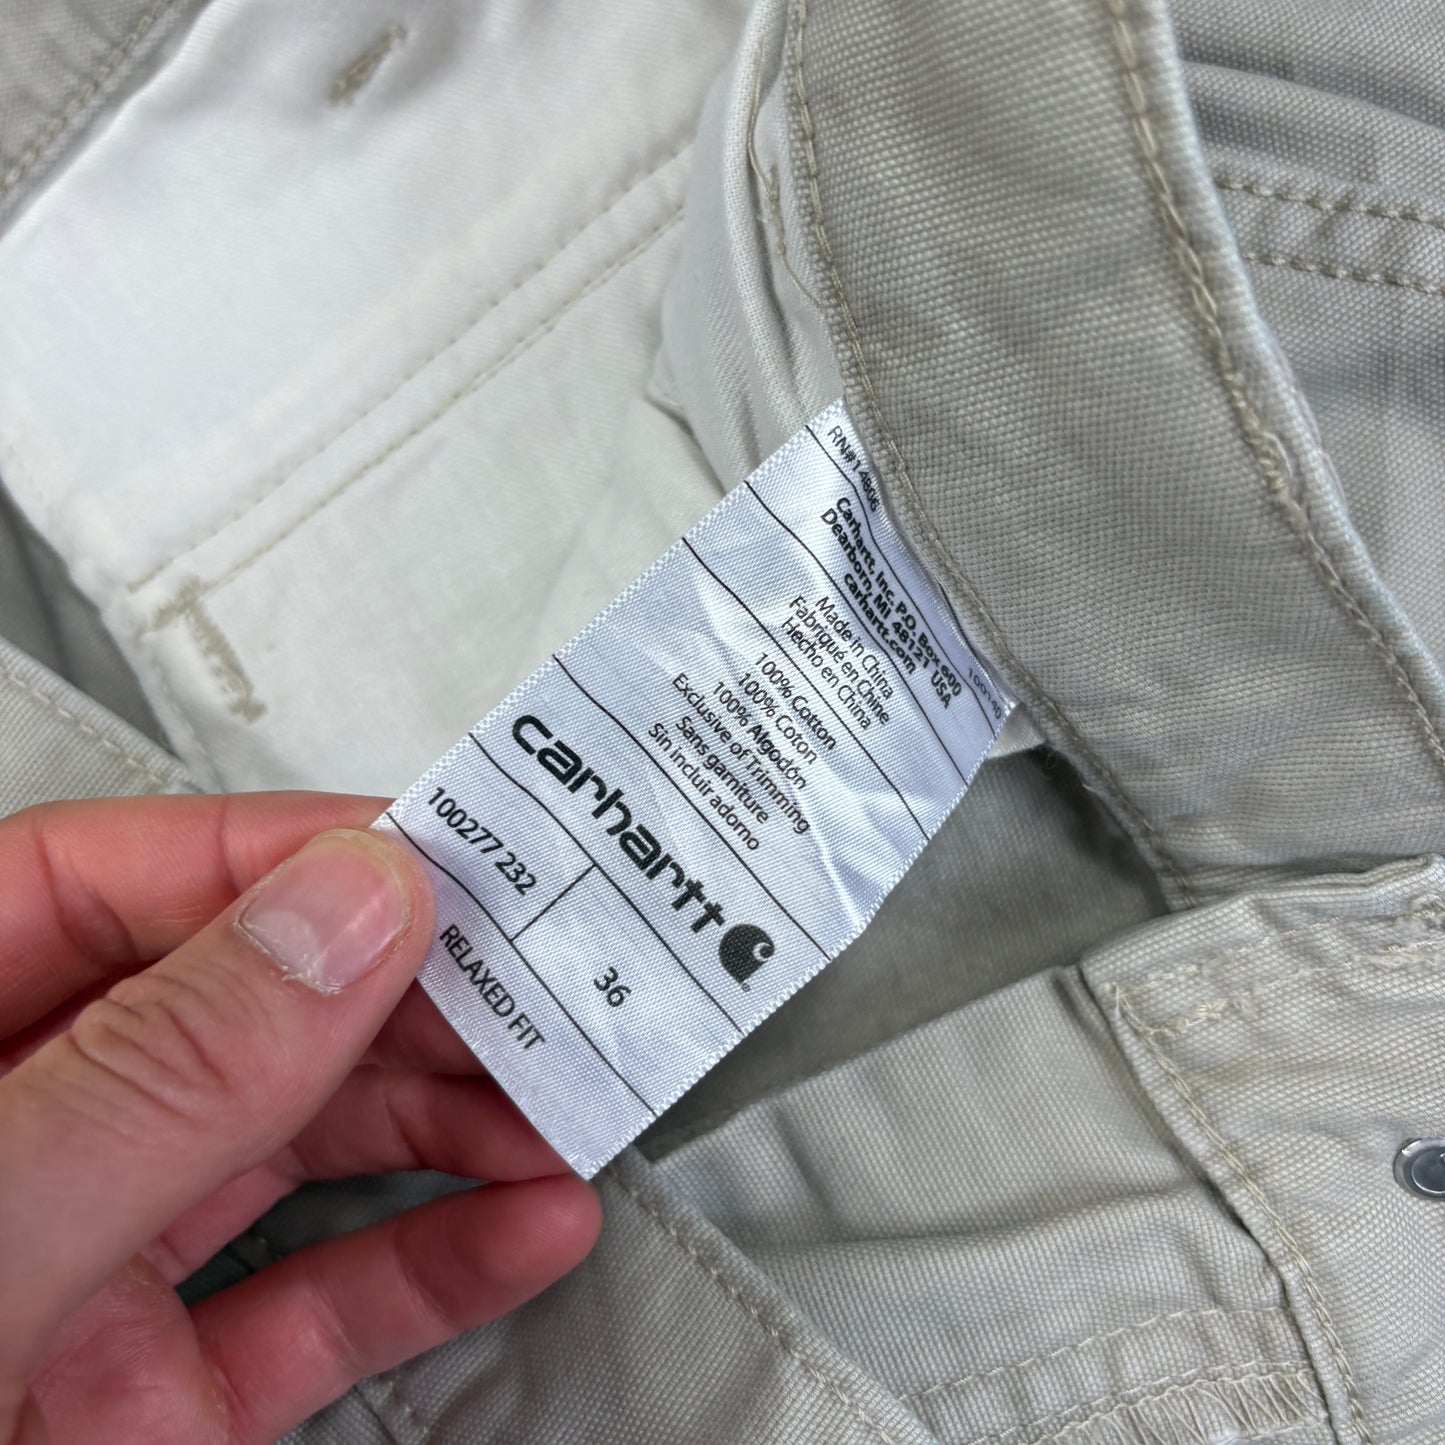 RN#14806
Carhartt, Inc. P.O. Box 600
Dearborn, MI 48121 USA
carhartt.com
Made in China
Fabriqué en Chine
Hecho en China
100% Cotton
100% Coton
100% Algodón
Exclusive of Trimming
Sans garniture
Sin incluir adorno
carhartt
100277 232
36
RELAXED FIT